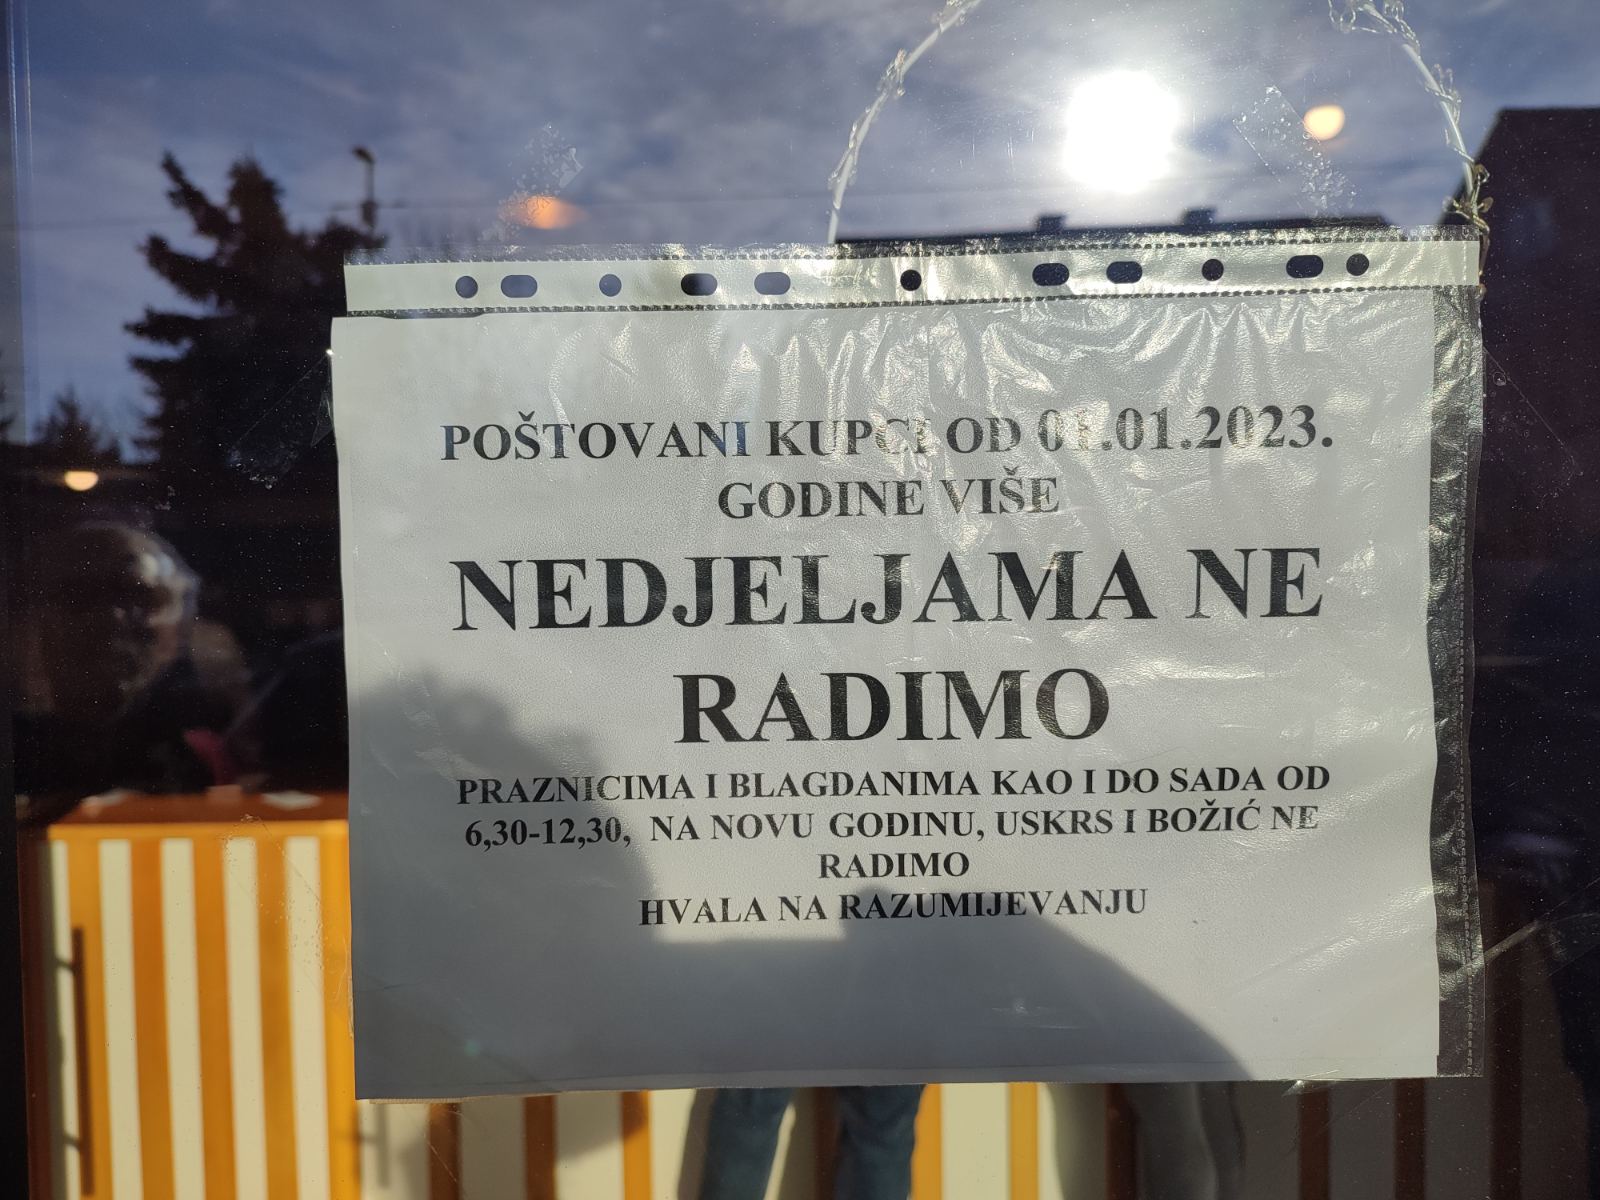 POŠTOVANI KUPCI OD 01.01.2023.
GODINE VIŠE
NEDJELJAMA NE
RADIMO
PRAZNICIMA I BLAGDANIMA KAO I DO SADA OD
6,30-12,30, NA NOVU GODINU, USKRS I BOŽIĆ NE
RADIMO
HVALA NA RAZUMIJEVANJU